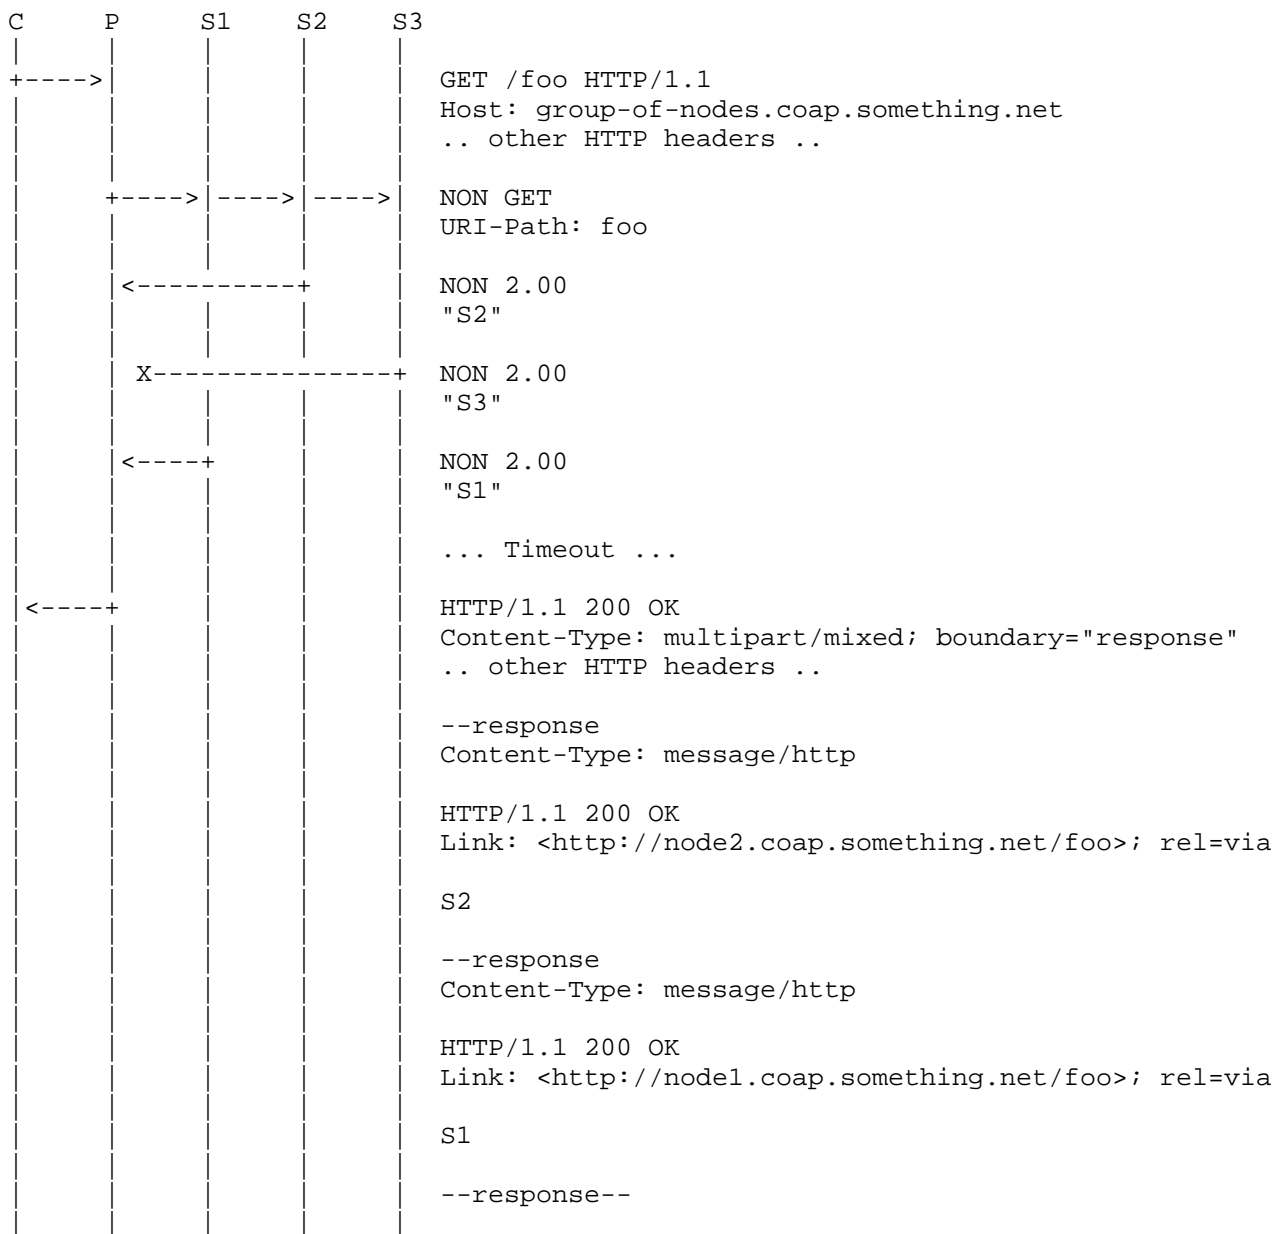 C P S1 S2 S3
GET /foo HTTP/1.1
Host: group-of-nodes.coap.something.net
.. other HTTP headers ..
NON GET
URI-Path: foo
NON 2.00
"S2"
X NON 2.00
"S3"
NON 2.00
"S1"
... Timeout ...
HTTP/1.1 200 OK
Content-Type: multipart/mixed; boundary="response"
.. other HTTP headers ..
--response
Content-Type: message/http
HTTP/1.1 200 OK
Link: <http://node2.coap.something.net/foo>; rel=via
S2
--response
Content-Type: message/http
HTTP/1.1 200 OK
Link: <http://node1.coap.something.net/foo>; rel=via
S1
--response--